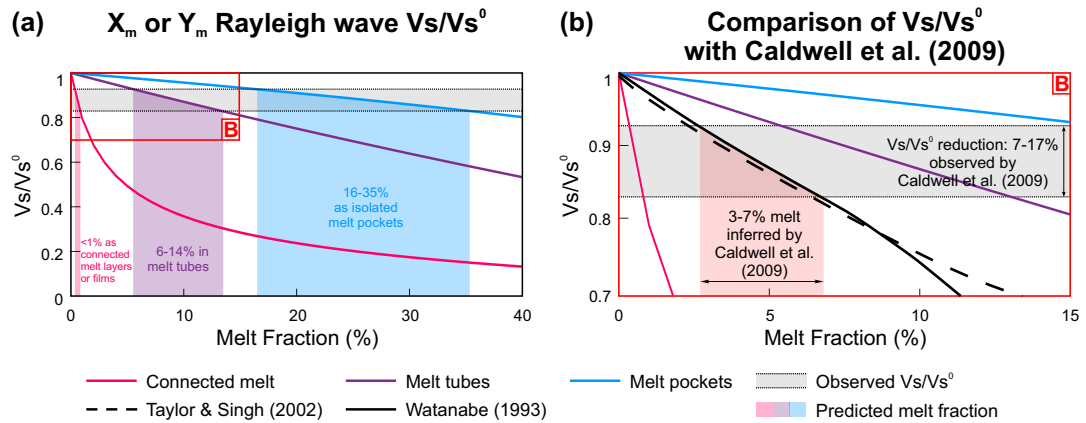 (a)
Xm or Ym Rayleigh wave Vs/Vs⁰
Vs/Vs⁰
1
0.8
0.6
0.4
0.2
0
B
<1% as
connected
melt layers
or films
6-14% in
melt tubes
16-35%
as isolated
melt pockets
0
10
20
30
40
Melt Fraction (%)
(b)
Comparison of Vs/Vs⁰
with Caldwell et al. (2009)
Vs/Vs⁰
1
0.9
0.8
0.7
B
Vs/Vs⁰ reduction: 7-17%
observed by
Caldwell et al. (2009)
3-7% melt
inferred by
Caldwell et al.
(2009)
0
5
10
15
Melt Fraction (%)
Connected melt
Melt tubes
Melt pockets
Observed Vs/Vs⁰
Taylor & Singh (2002)
Watanabe (1993)
Predicted melt fraction